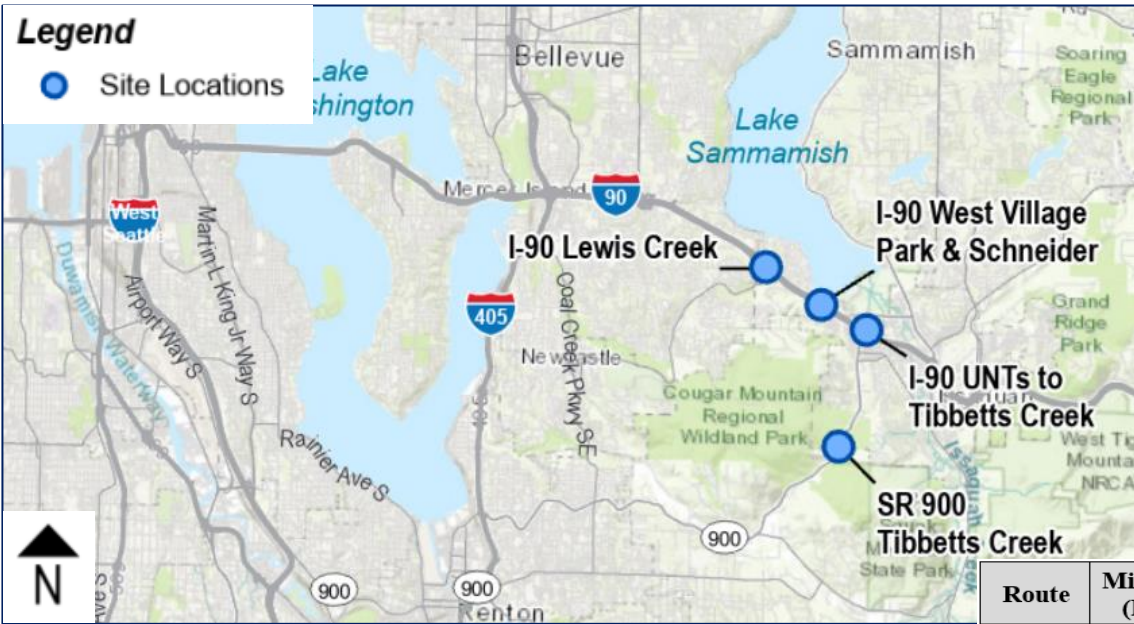 Legend
Site Locations
Lake
shington
Bellevue
Sammamish
Soaring
Eagle
Regional
Park
Lake
Sammamish
Mercer Island
90
West
Seattle
I-90 Lewis Creek
I-90 West Village
Park & Schneider
Duwamish Waterway
Airport Way S
Martin L King Jr Way S
405
Coal Creek Pkwy SE
Newcastle
Grand
Ridge
Park
I-90 UNTs to
Tibbetts Creek
Cougar Mountain
Regional
Wildland Park
West Tig
Mounta
NRCA
Rainier Ave S
Issaquah
SR 900
Tibbetts Creek
State Park
900
N
900
900
Renton
Route